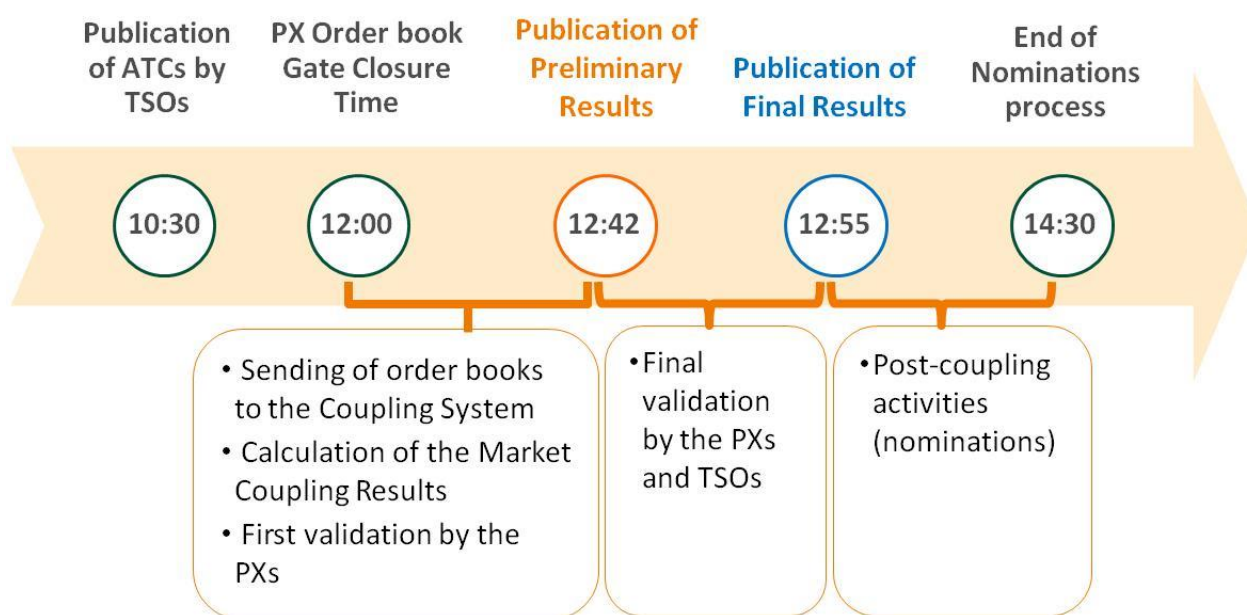 Publication
of ATCs by
TSOs
PX Order book
Gate Closure
Time
Publication of
Preliminary
Results
Publication of
Final Results
End of
Nominations
process
10:30
12:00
12:42
12:55
14:30
• Sending of order books
to the Coupling System
• Calculation of the Market
Coupling Results
• First validation by the
PXs
•Final
validation
by the PXs
and TSOs
•Post-coupling
activities
(nominations)